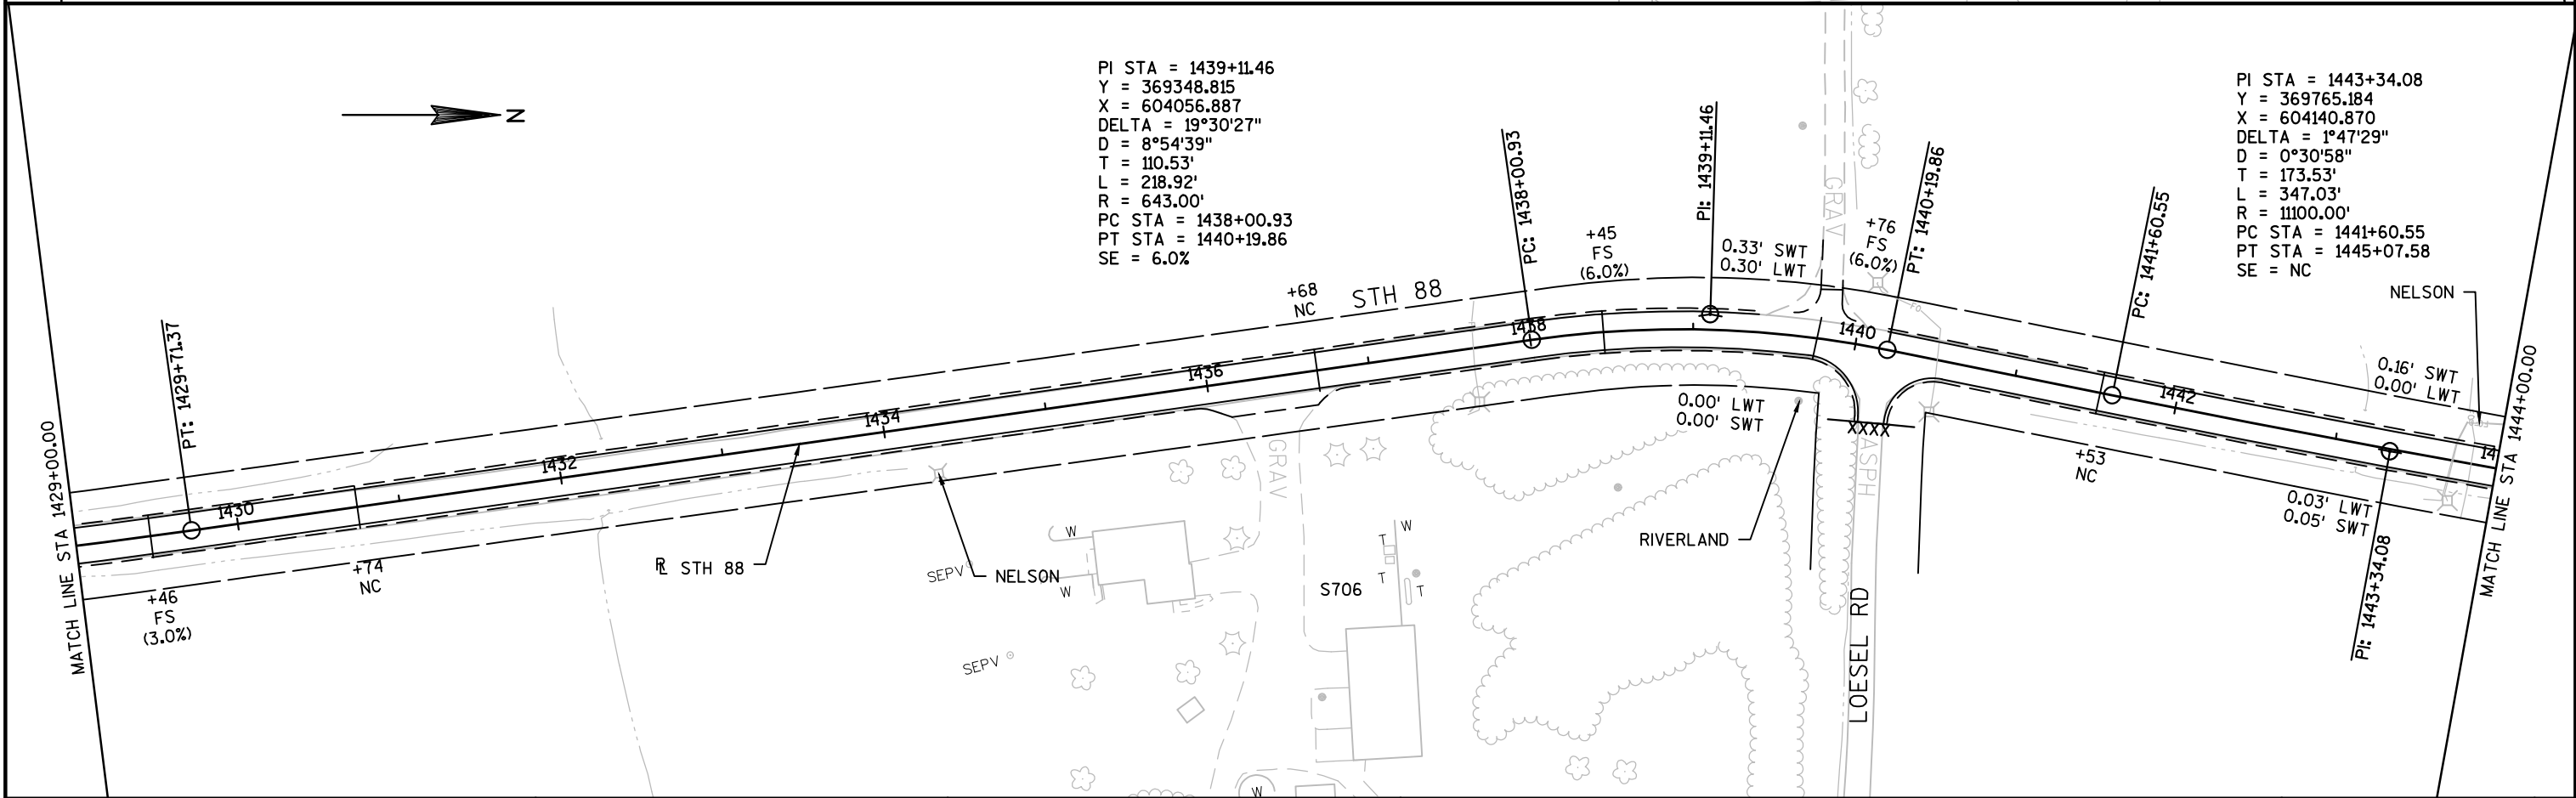 PI STA = 1439+11.46
Y = 369348.815
X = 604056.887
DELTA = 19°30'27"
D = 8°54'39"
T = 110.53'
L = 218.92'
R = 643.00'
PC STA = 1438+00.93
PT STA = 1440+19.86
SE = 6.0%
PI STA = 1443+34.08
Y = 369765.184
X = 604140.870
DELTA = 1°47'29"
D = 0°30'58"
T = 173.53'
L = 347.03'
R = 11100.00'
PC STA = 1441+60.55
PT STA = 1445+07.58
SE = NC
N
MATCH LINE STA 1429+00.00
PT: 1429+71.37
1430
1432
1434
1436
1438
1440
1442
14
+46
FS
(3.0%)
+74
NC
RL STH 88
NELSON
+68
NC
STH 88
PC: 1438+00.93
+45
FS
(6.0%)
PI: 1439+11.46
0.33' SWT
0.30' LWT
GRAV
+76
FS
(6.0%)
PT: 1440+19.86
FO
PC: 1441+60.55
NELSON
0.16' SWT
0.00' LWT
MATCH LINE STA 1444+00.00
0.00' LWT
0.00' SWT
RIVERLAND
XXXX
ASPH
LOESEL RD
+53
NC
0.03' LWT
0.05' SWT
PI: 1443+34.08
GRAV
W
W
SEPV
SEPV
S706
T
W
T
T
W